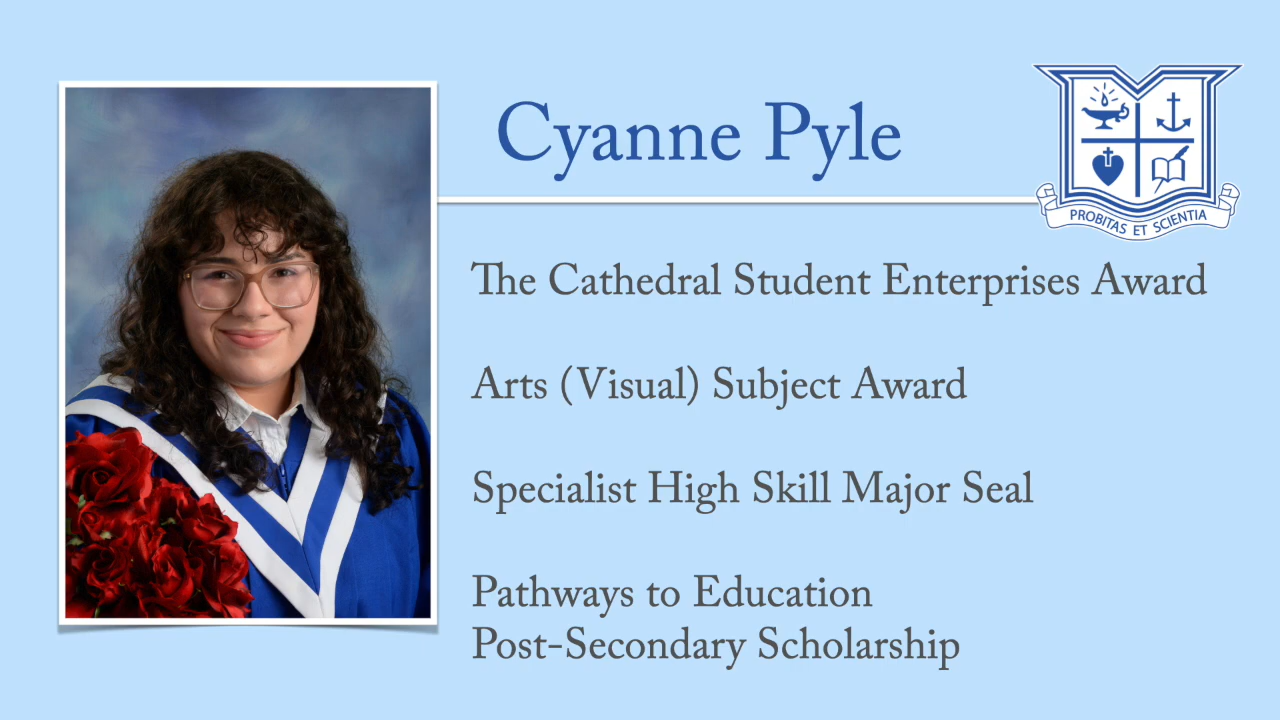 Cyanne Pyle
PROBITAS ET SCIENTIA
The Cathedral Student Enterprises Award
Arts (Visual) Subject Award
Specialist High Skill Major Seal
Pathways to Education
Post-Secondary Scholarship